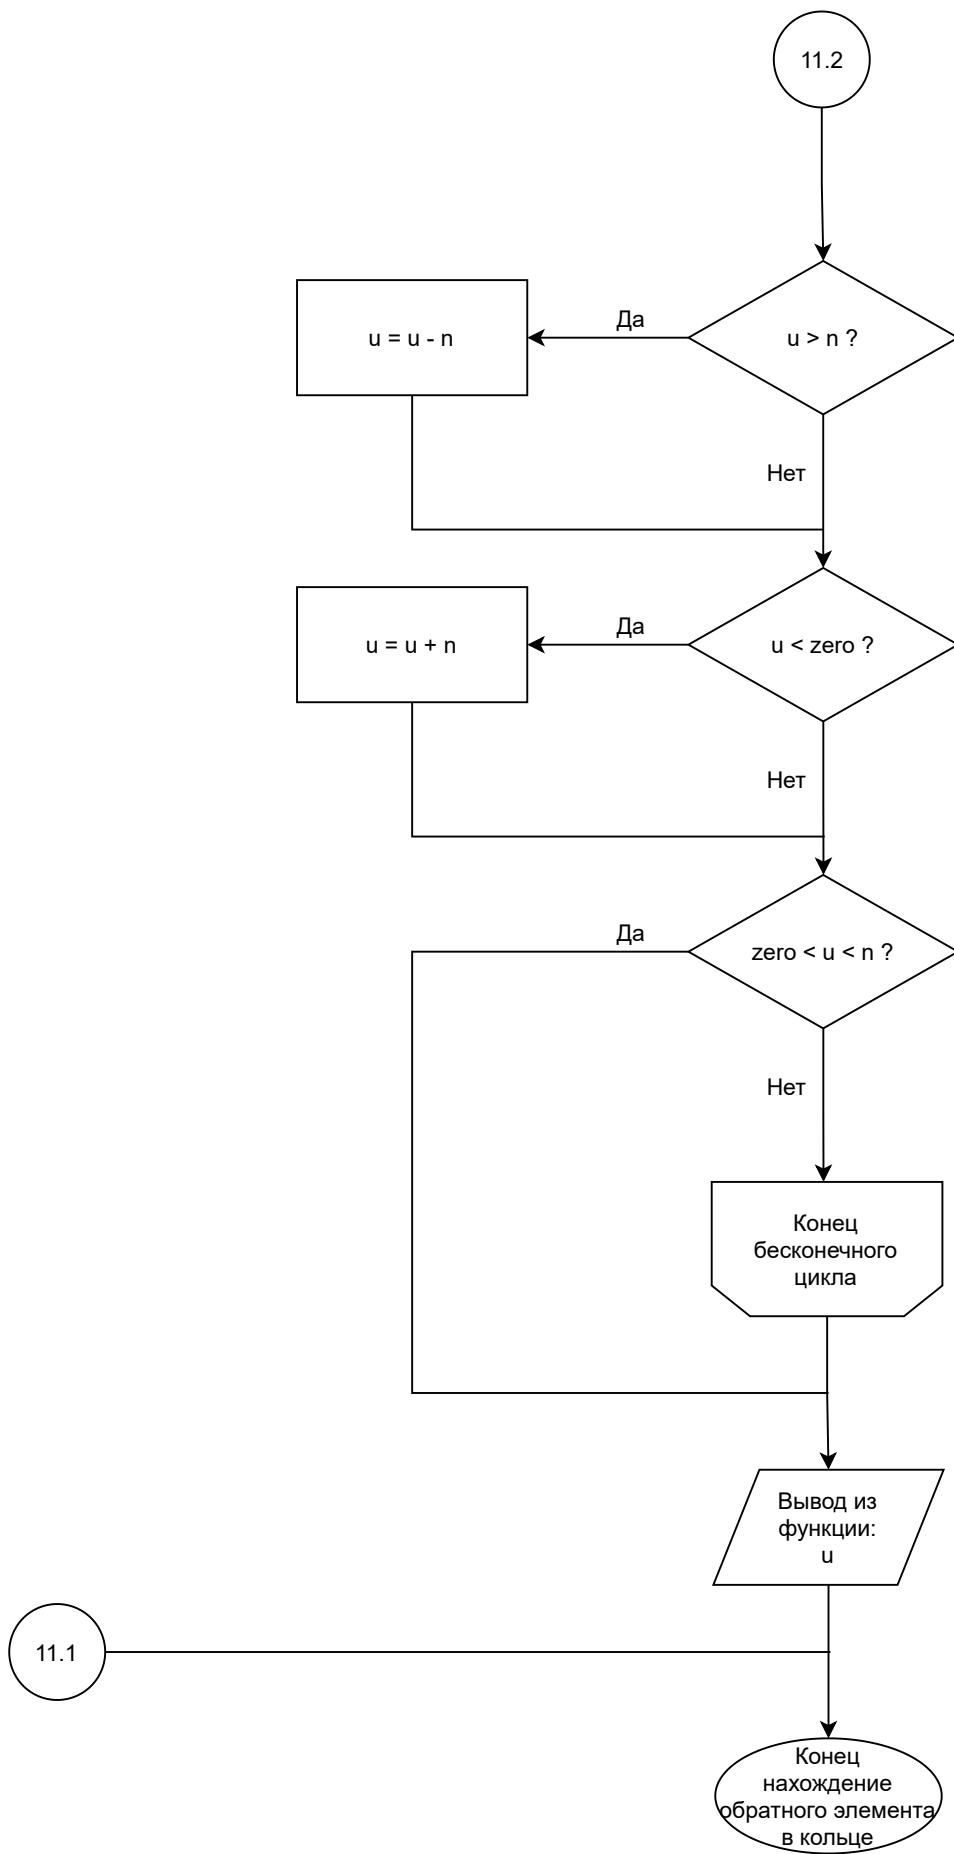 11.2
Да
u > n ?
u = u - n
Нет
Да
u < zero ?
u = u + n
Нет
Да
zero < u < n ?
Нет
Конец
бесконечного
цикла
Вывод из
функции:
u
11.1
Конец
нахождение
обратного элемента
в кольце